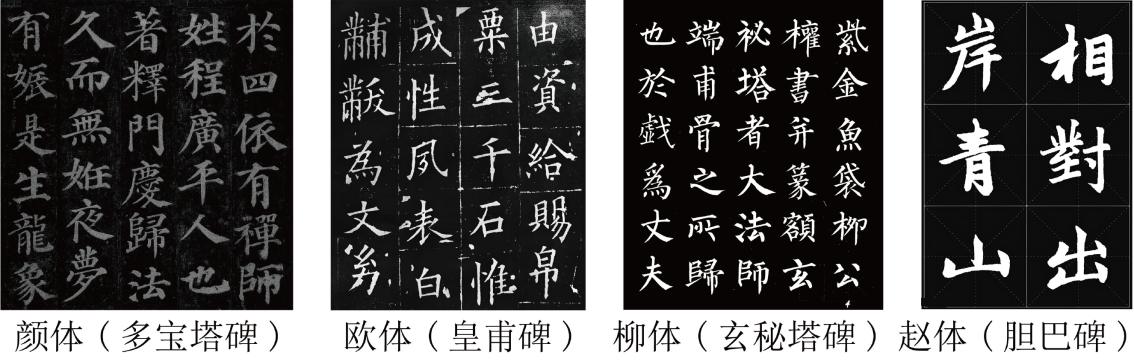 於四依有禪師
姓程廣平人也
著釋門慶歸法
久而無姙夜夢
有娠是生龍象
颜体（多宝塔碑）
由資給賜帛
粟三千石惟
成性夙表白
黼黻為文芻
欧体（皇甫碑）
紫金魚袋柳公
權書并篆額玄
祕塔者大法師
端甫骨之所歸
也於戲爲丈夫
柳体（玄秘塔碑）
相對出
岸青山
赵体（胆巴碑）